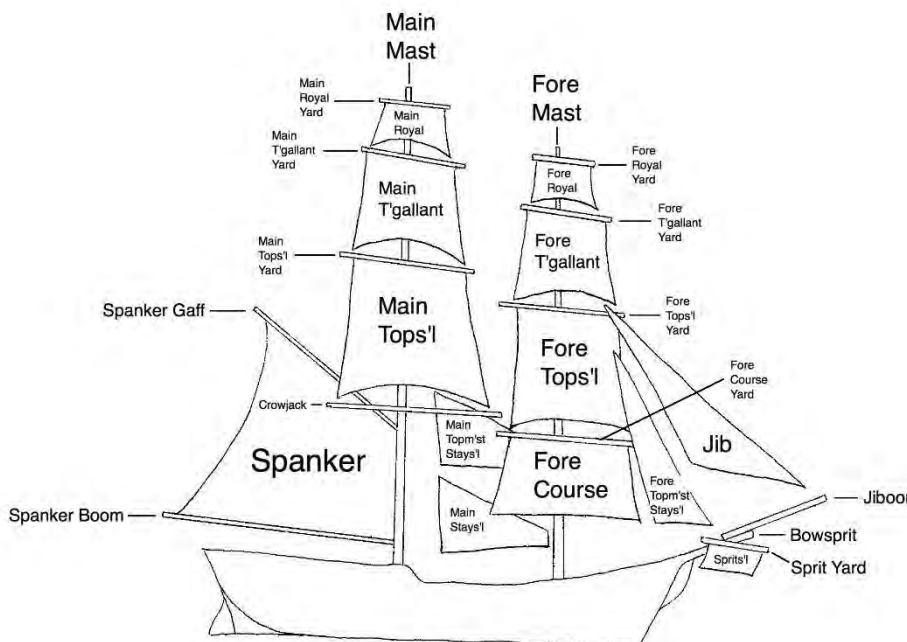 Main
Mast
Main
Royal
Yard
Main
Royal
Fore
Mast
Main
T'gallant
Yard
Fore
Royal
Yard
Fore
Royal
Main
T'gallant
Fore
T'gallant
Yard
Main
Tops'l
Yard
Fore
T'gallant
Spanker Gaff
Main
Tops'l
Fore
Tops'l
Yard
Fore
Tops'l
Fore
Course
Yard
Crowjack
Main
Topm'st
Stays'l
Jib
Spanker
Fore
Course
Fore
Topm'st
Stays'l
Jiboor
Spanker Boom
Main
Stays'l
Bowsprit
Sprits'l
Sprit Yard